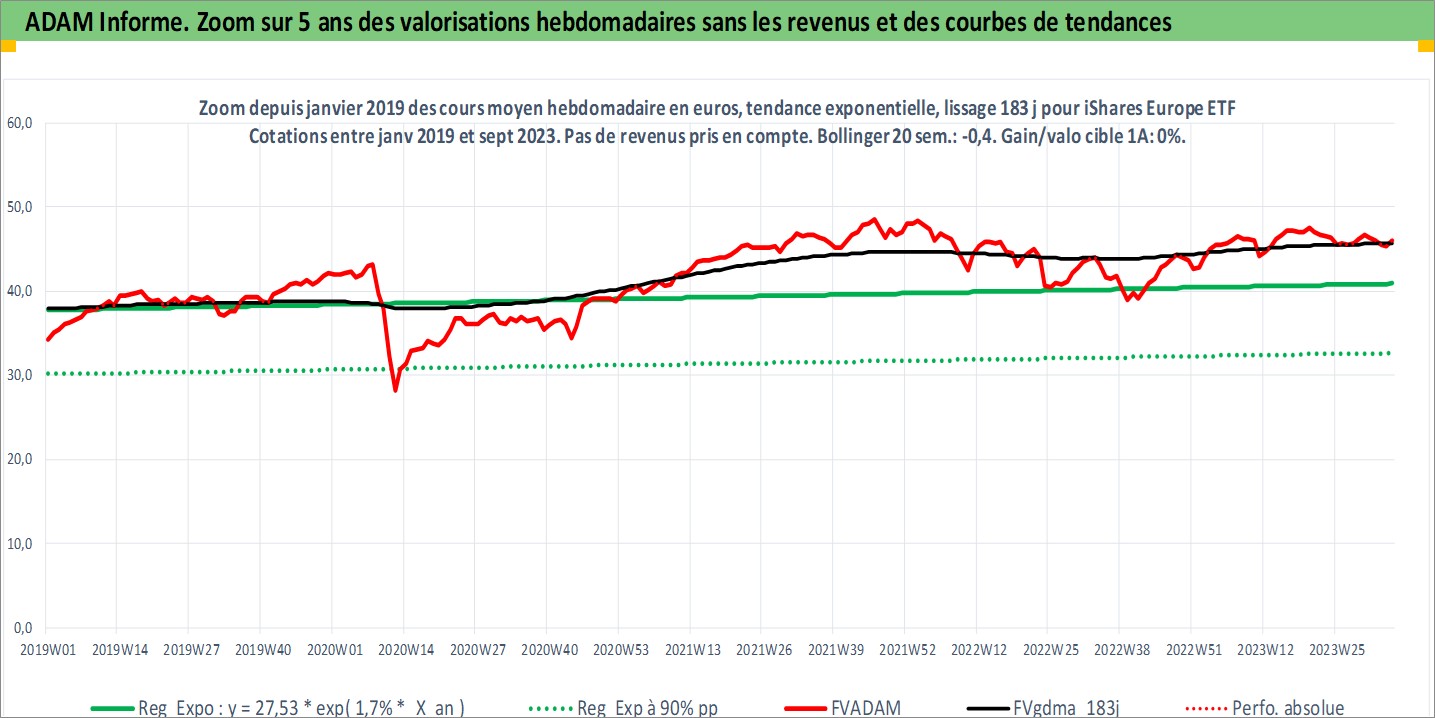 ADAM Informe. Zoom sur 5 ans des valorisations hebdomadaires sans les revenus et des courbes de tendances
Zoom depuis janvier 2019 des cours moyen hebdomadaire en euros, tendance exponentielle, lissage 183 j pour iShares Europe ETF
Cotations entre janv 2019 et sept 2023. Pas de revenus pris en compte. Bollinger 20 sem.: -0,4. Gain/valo cible 1A: 0%.
60,0
50,0
40,0
30,0
20,0
10,0
0,0
2019W01 2019W14 2019W27 2019W40 2020W01 2020W14 2020W27 2020W40 2020W53 2021W13 2021W26 2021W39 2021W52 2022W12 2022W25 2022W38 2022W51 2023W12 2023W25
Reg Expo : y = 27,53 * exp( 1,7% * X an ) Reg Exp à 90% pp FVADAM FVgdma 183j Perfo. absolue